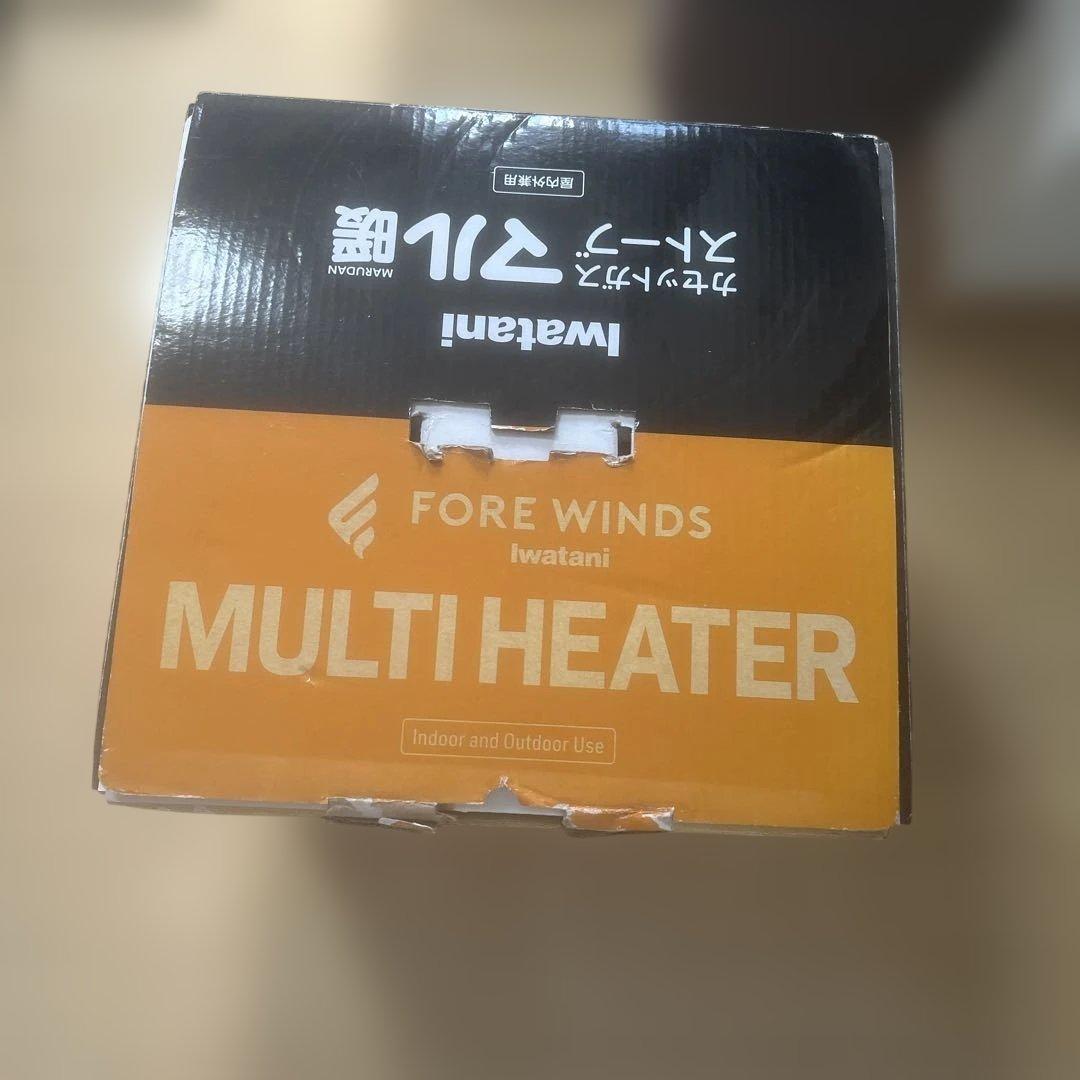 Iwatani
カセットガス
ストーブ
マル暖
MARUDAN
屋内外兼用
FORE WINDS
Iwatani
MULTI HEATER
Indoor and Outdoor Use